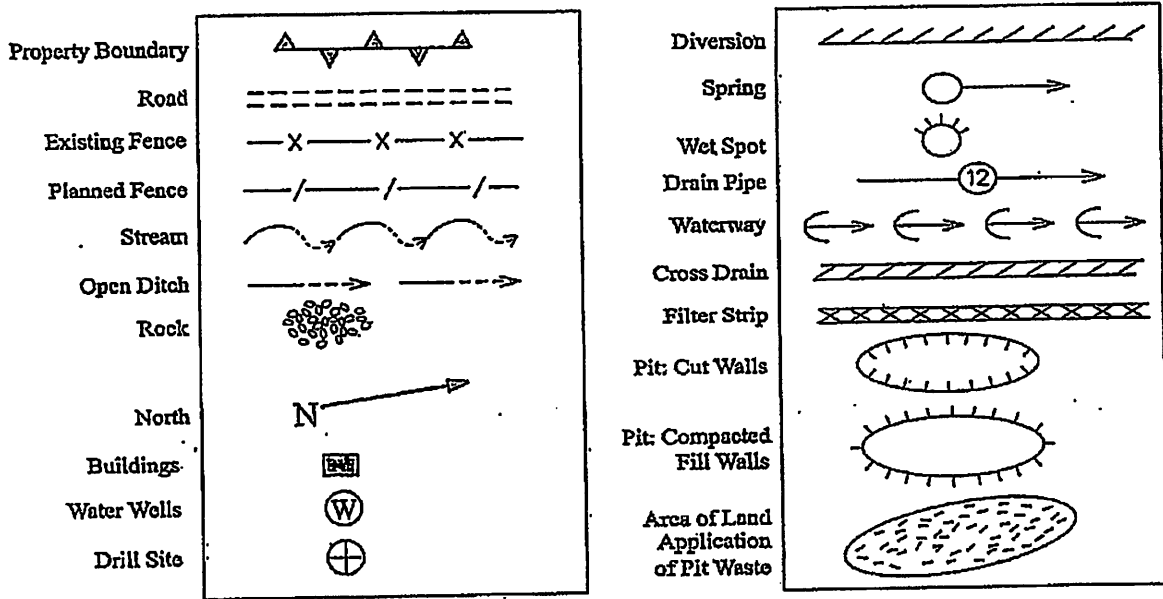 Property Boundary
Road
Existing Fence
Planned Fence
Stream
Open Ditch
Rock
North
N
Buildings
Water Wells
W
Drill Site
Diversion
Spring
Wet Spot
Drain Pipe
12
Waterway
Cross Drain
Filter Strip
Pit: Cut Walls
Pit: Compacted
Fill Walls
Area of Land
Application
of Pit Waste